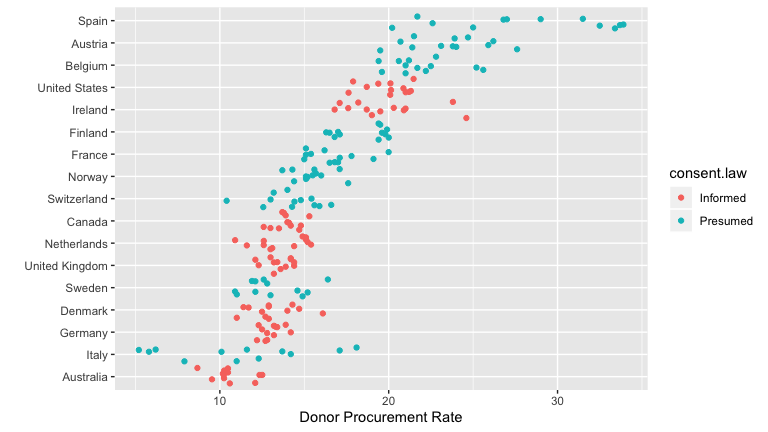 Spain
Austria
Belgium
United States
Ireland
Finland
France
Norway
Switzerland
Canada
Netherlands
United Kingdom
Sweden
Denmark
Germany
Italy
Australia
10 20 30
Donor Procurement Rate
consent.law
Informed
Presumed